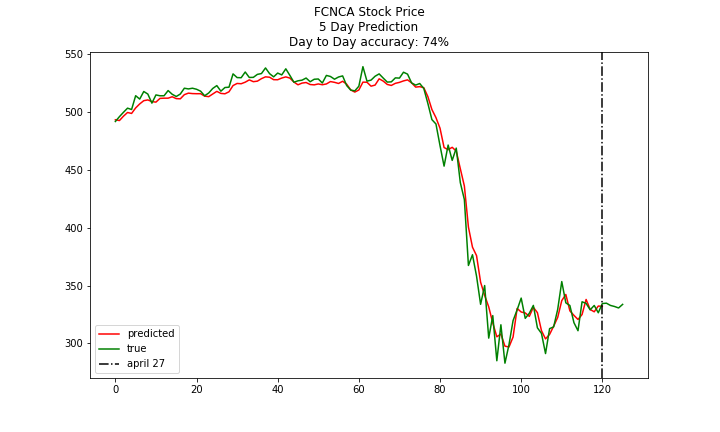 FCNCA Stock Price
5 Day Prediction
Day to Day accuracy: 74%
550
500
450
400
350
300
predicted
true
april 27
0
20
40
60
80
100
120